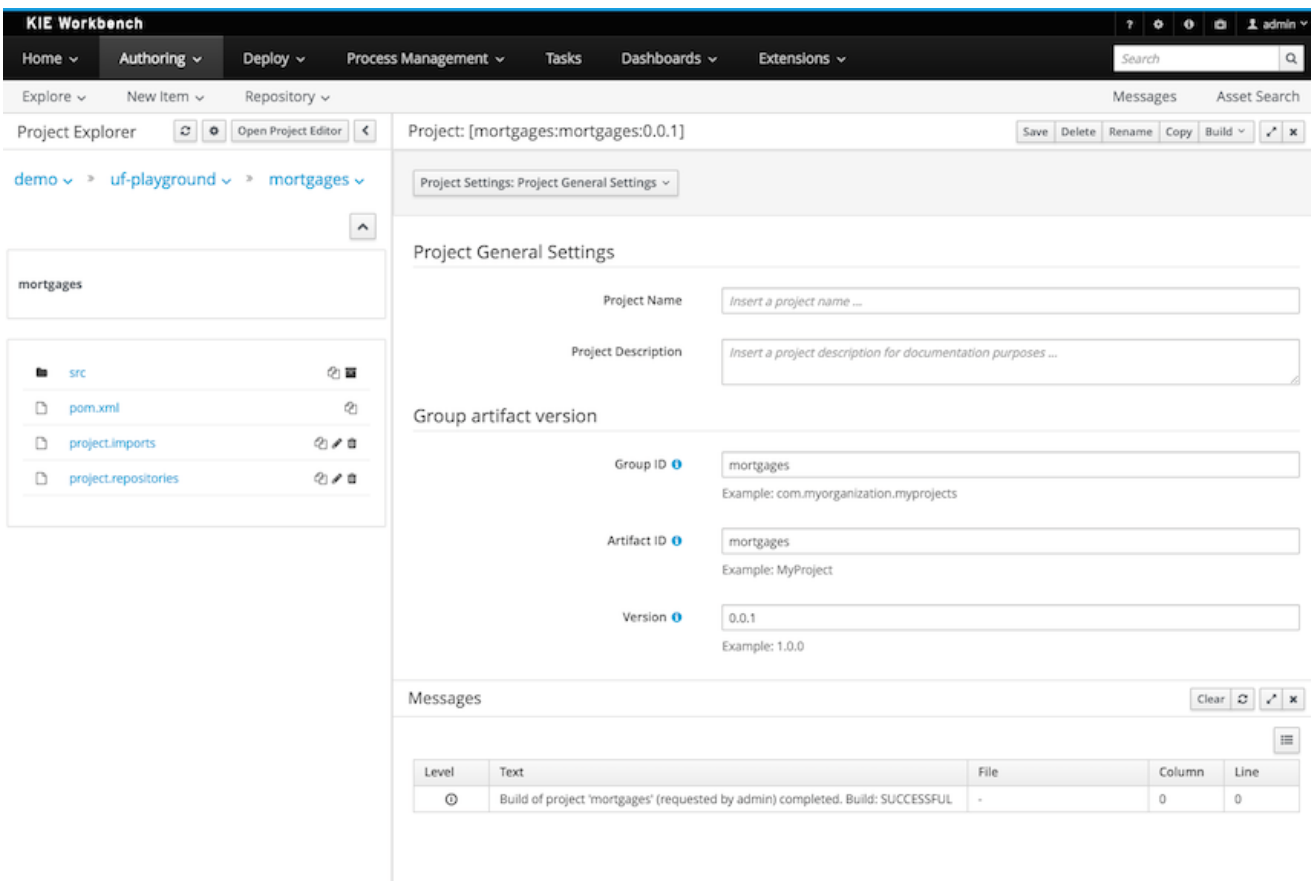 KIE Workbench
? admin
Home Authoring Deploy Process Management Tasks Dashboards Extensions Search
Explore New Item Repository Messages Asset Search
Project Explorer Open Project Editor
demo » uf-playground » mortgages
mortgages
src
pom.xml
project.imports
project.repositories
Project: [mortgages:mortgages:0.0.1] Save Delete Rename Copy Build
Project Settings: Project General Settings
Project General Settings
Project Name Insert a project name ...
Project Description Insert a project description for documentation purposes ...
Group artifact version
Group ID mortgages
Example: com.myorganization.myprojects
Artifact ID mortgages
Example: MyProject
Version 0.0.1
Example: 1.0.0
Messages Clear
Level Text File Column Line
Build of project 'mortgages' (requested by admin) completed. Build: SUCCESSFUL - 0 0